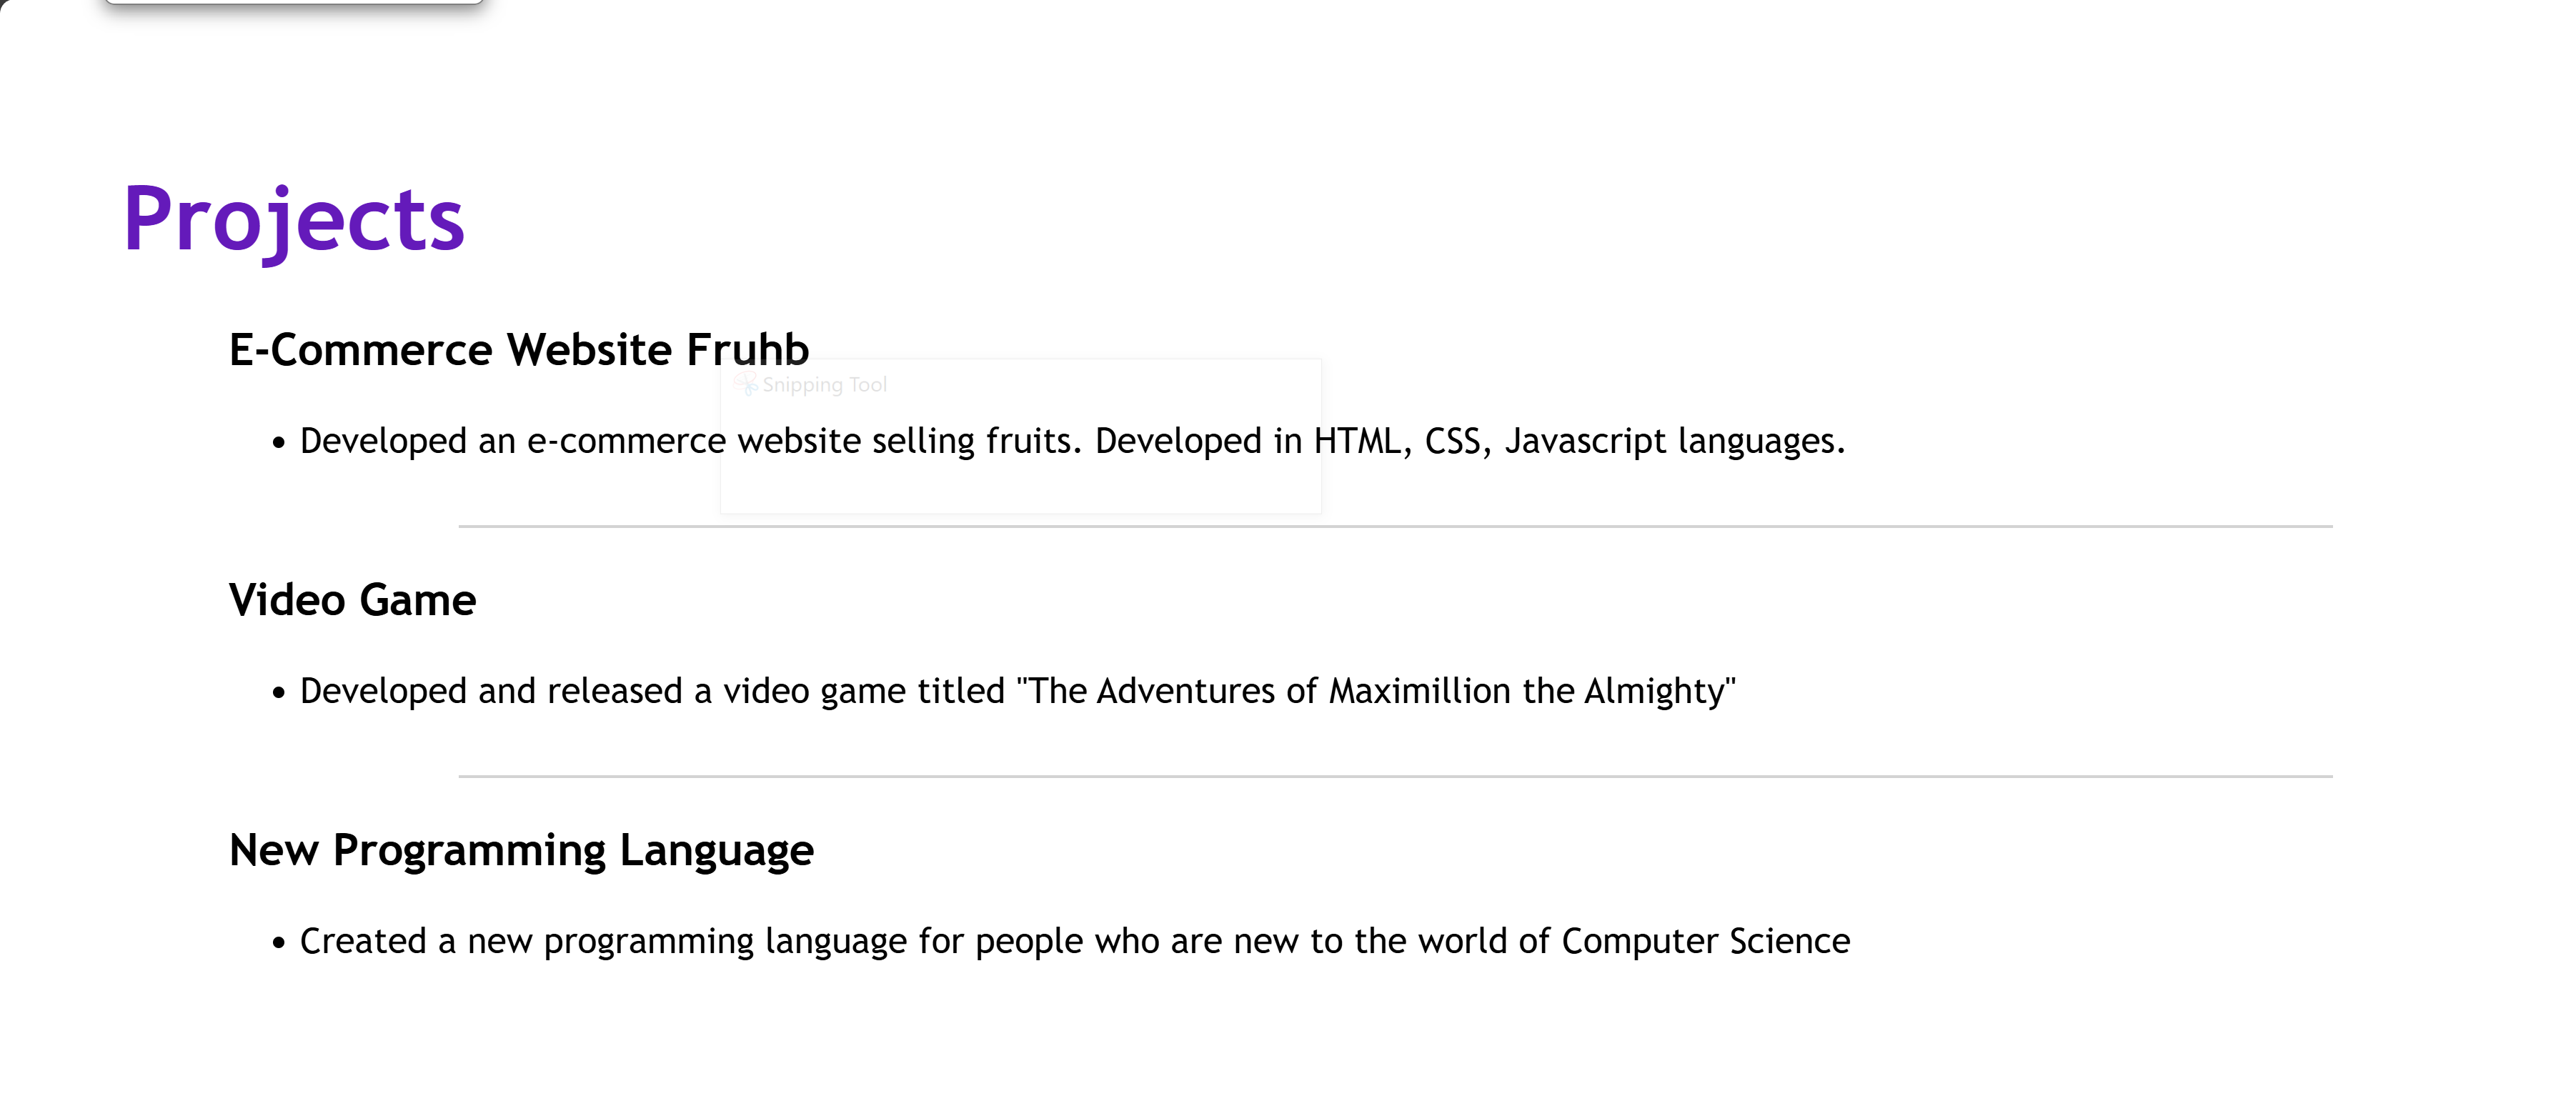 Projects
E-Commerce Website Fruhb
Snipping Tool
• Developed an e-commerce website selling fruits. Developed in HTML, CSS, Javascript languages.
Video Game
• Developed and released a video game titled "The Adventures of Maximillion the Almighty"
New Programming Language
• Created a new programming language for people who are new to the world of Computer Science